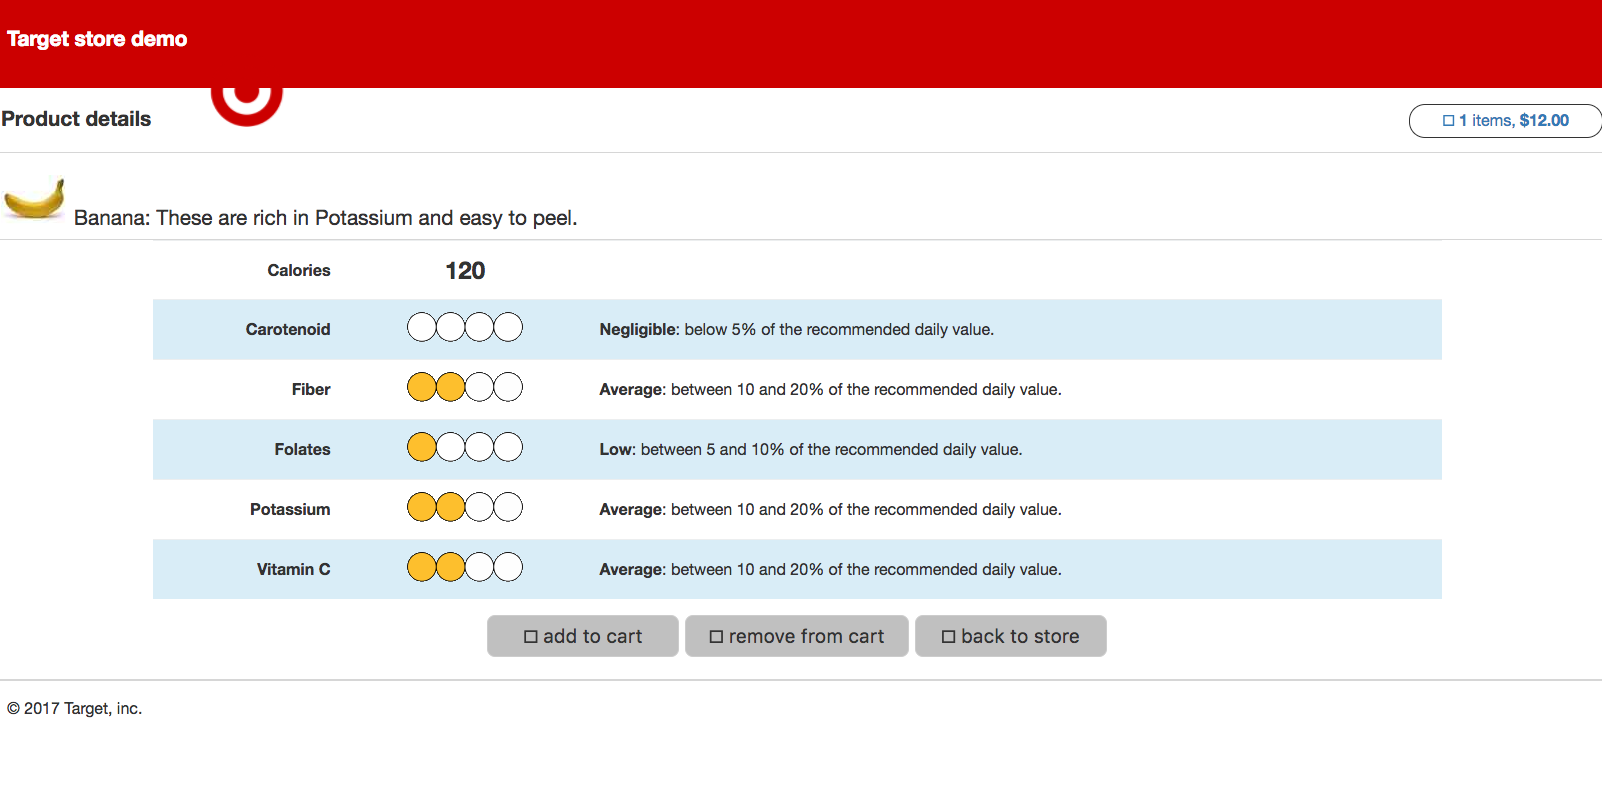 Target store demo
Product details
1 items, $12.00
Banana: These are rich in Potassium and easy to peel.
Calories 120
Carotenoid Negligible: below 5% of the recommended daily value.
Fiber Average: between 10 and 20% of the recommended daily value.
Folates Low: between 5 and 10% of the recommended daily value.
Potassium Average: between 10 and 20% of the recommended daily value.
Vitamin C Average: between 10 and 20% of the recommended daily value.
add to cart remove from cart back to store
© 2017 Target, inc.